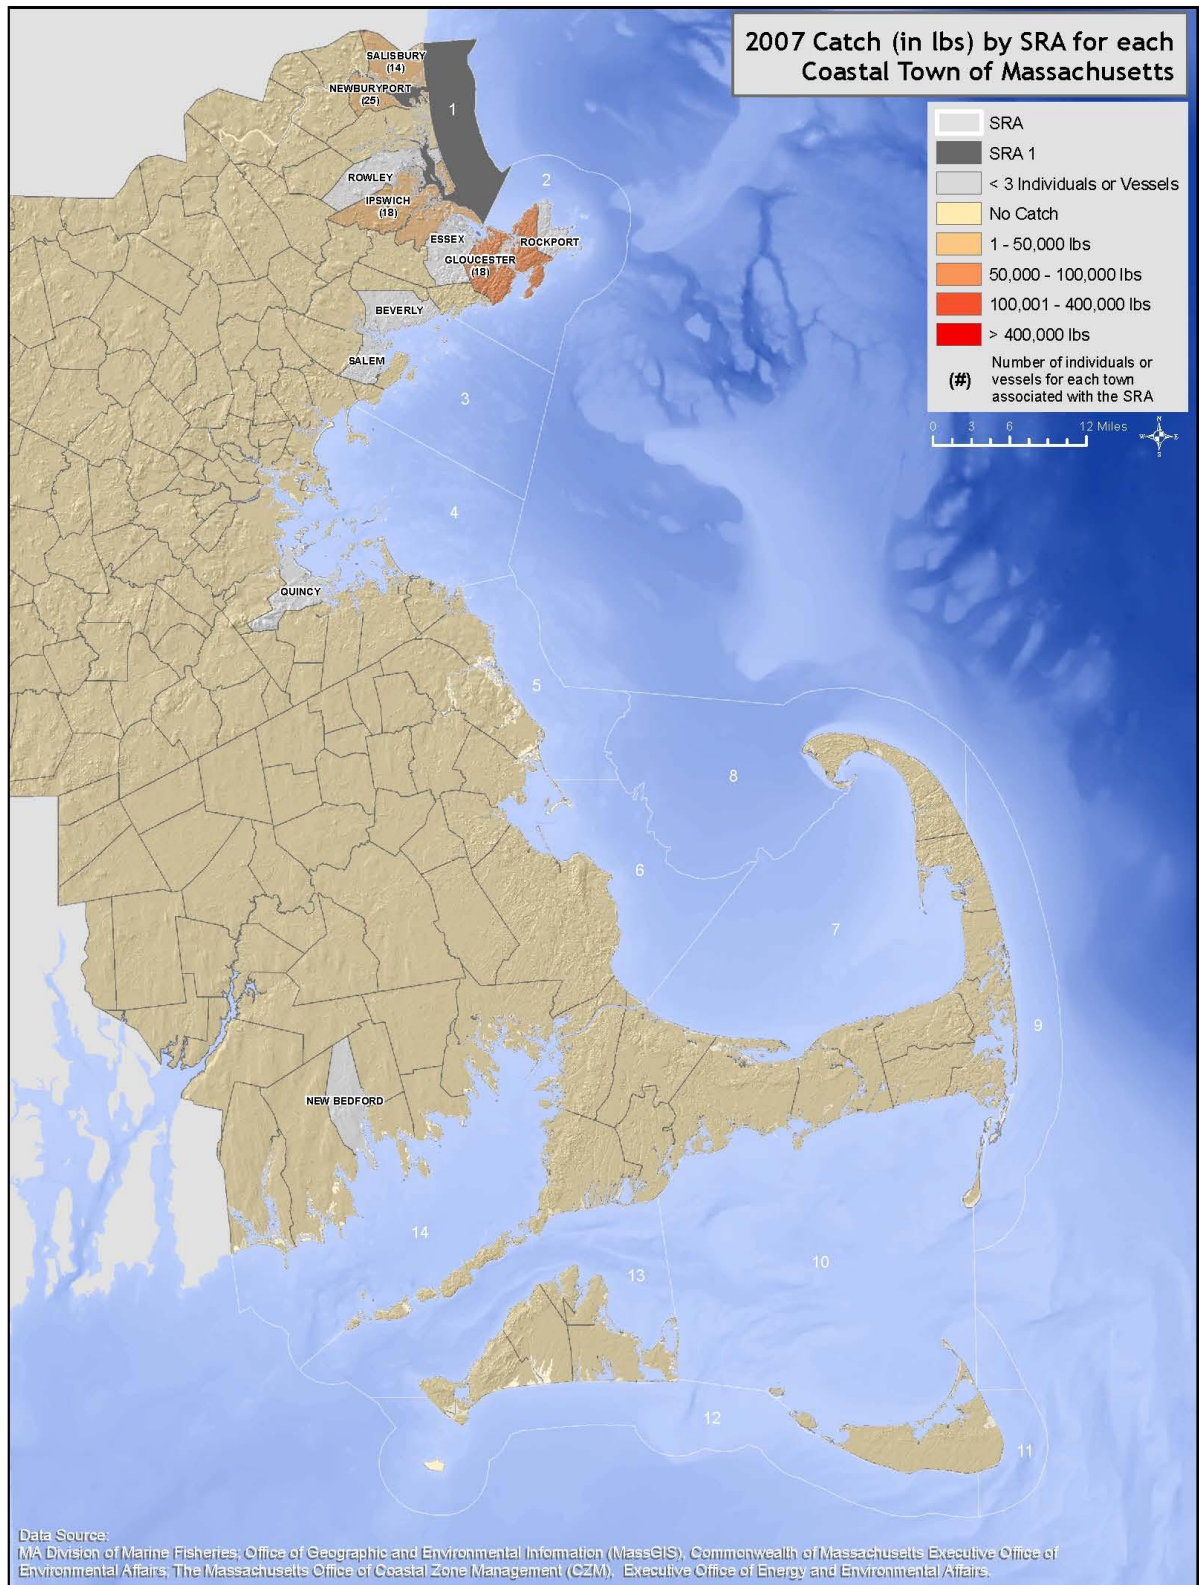 2007 Catch (in lbs) by SRA for each
Coastal Town of Massachusetts
SRA
SRA 1
< 3 Individuals or Vessels
No Catch
1 - 50,000 lbs
50,000 - 100,000 lbs
100,001 - 400,000 lbs
> 400,000 lbs
(#)
Number of individuals or
vessels for each town
associated with the SRA
0 3 6 12 Miles
N
W E
S
SALISBURY
(14)
NEWBURYPORT
(25)
1
ROWLEY
2
IPSWICH
(18)
ESSEX
ROCKPORT
GLOUCESTER
(18)
BEVERLY
SALEM
3
4
QUINCY
5
8
6
7
9
NEW BEDFORD
14
10
13
12
11
Data Source:
MA Division of Marine Fisheries; Office of Geographic and Environmental Information (MassGIS), Commonwealth of Massachusetts Executive Office of
Environmental Affairs; The Massachusetts Office of Coastal Zone Management (CZM), Executive Office of Energy and Environmental Affairs.